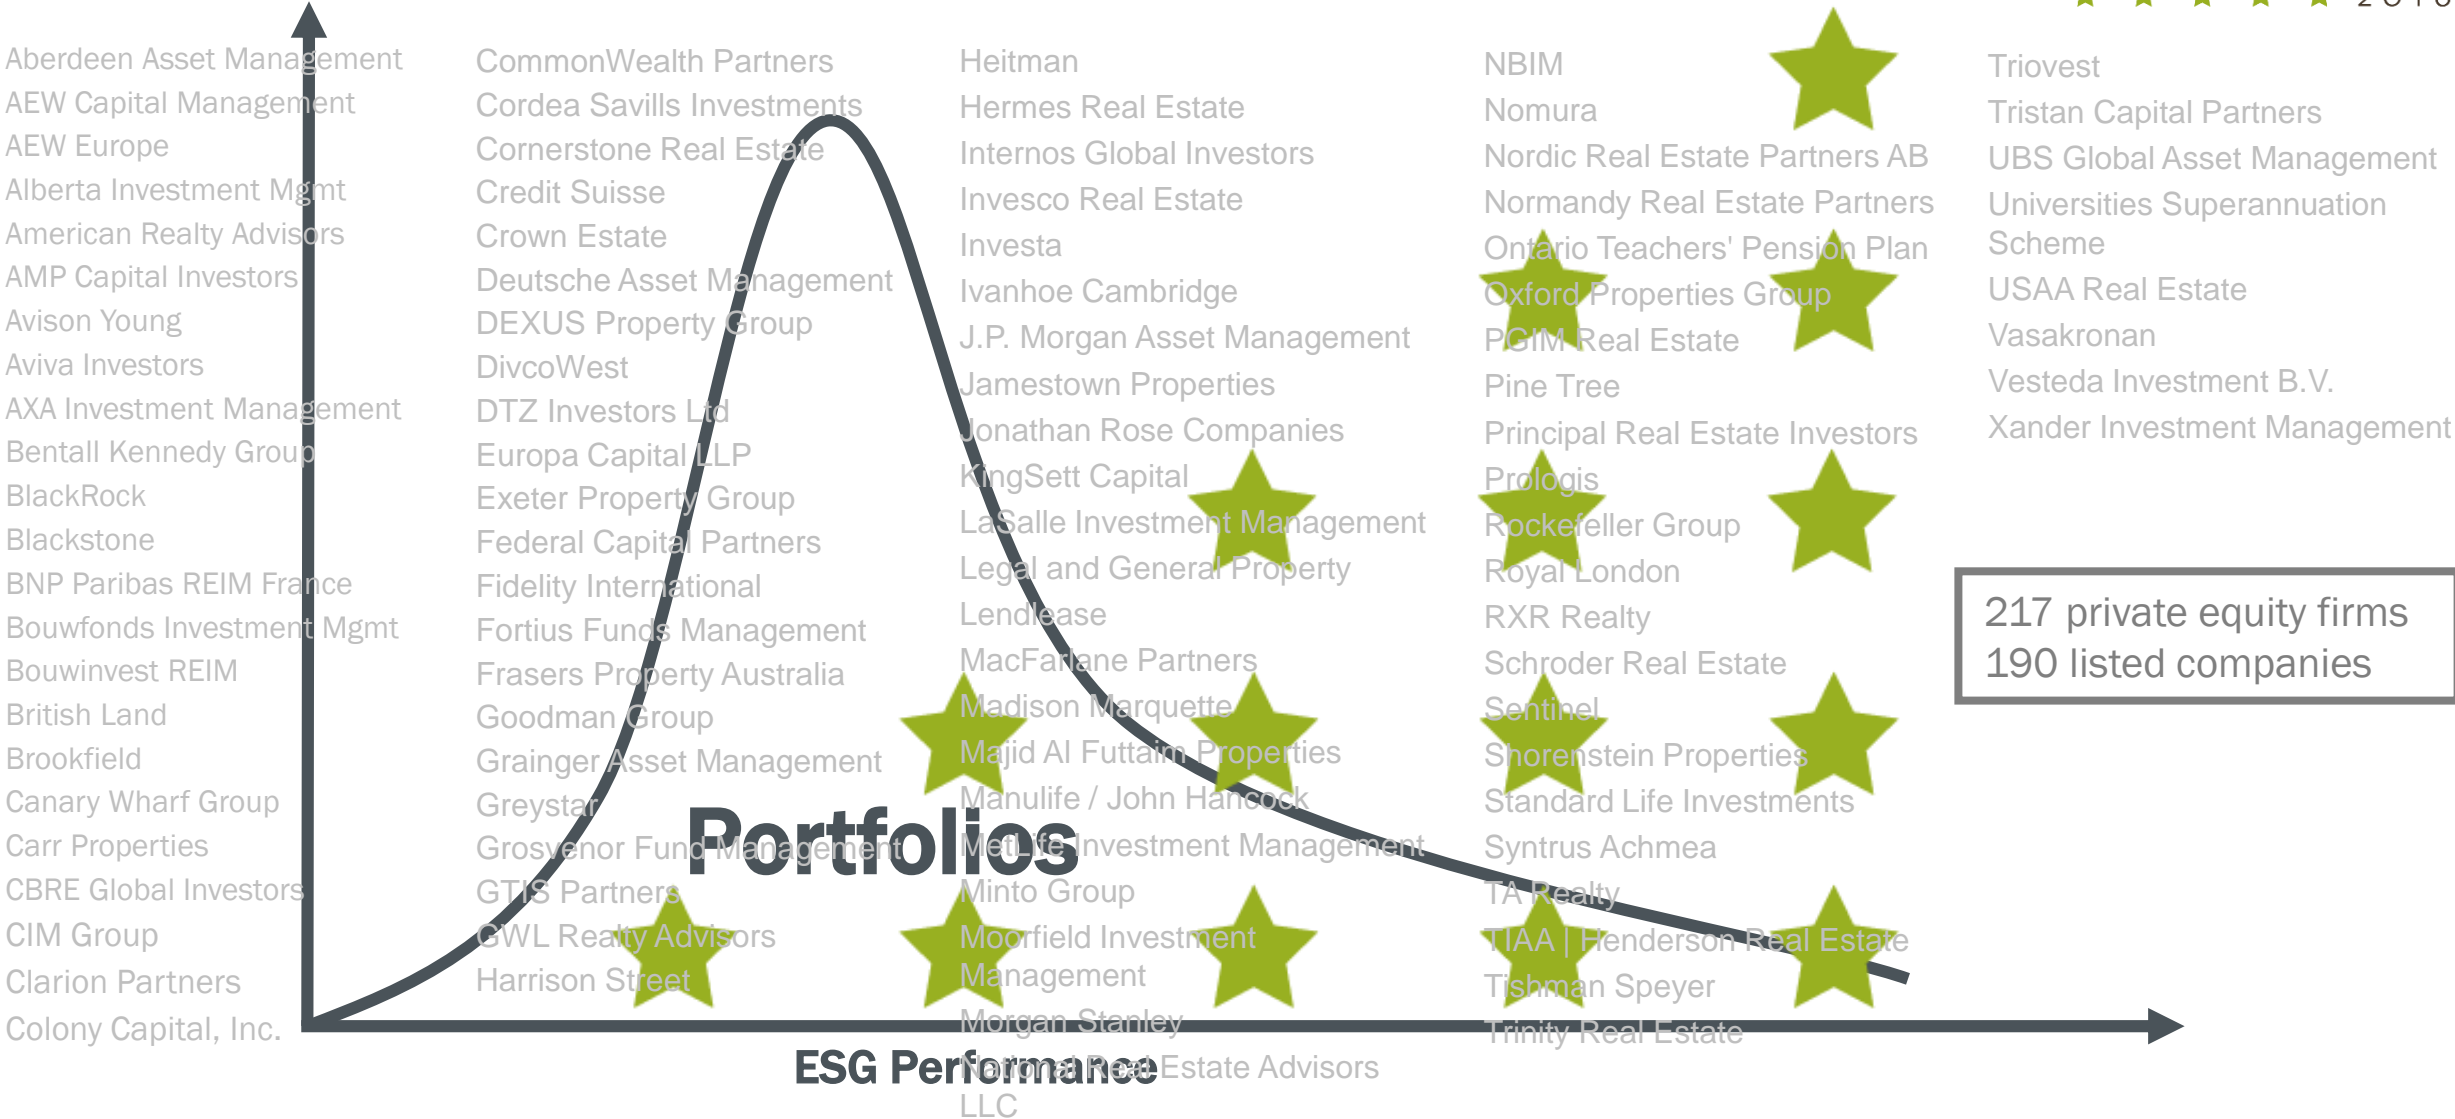 2016
Aberdeen Asset Management
AEW Capital Management
AEW Europe
Alberta Investment Mgmt
American Realty Advisors
AMP Capital Investors
Avison Young
Aviva Investors
AXA Investment Management
Bentall Kennedy Group
BlackRock
Blackstone
BNP Paribas REIM France
Bouwfonds Investment Mgmt
Bouwinvest REIM
British Land
Brookfield
Canary Wharf Group
Carr Properties
CBRE Global Investors
CIM Group
Clarion Partners
Colony Capital, Inc.
CommonWealth Partners
Cordea Savills Investments
Cornerstone Real Estate
Credit Suisse
Crown Estate
Deutsche Asset Management
DEXUS Property Group
DivcoWest
DTZ Investors Ltd
Europa Capital LLP
Exeter Property Group
Federal Capital Partners
Fidelity International
Fortius Funds Management
Frasers Property Australia
Goodman Group
Grainger Asset Management
Greystar
Grosvenor Fund Management
GTIS Partners
GWL Realty Advisors
Harrison Street
Heitman
Hermes Real Estate
Internos Global Investors
Invesco Real Estate
Investa
Ivanhoe Cambridge
J.P. Morgan Asset Management
Jamestown Properties
Jonathan Rose Companies
KingSett Capital
LaSalle Investment Management
Legal and General Property
Lendlease
MacFarlane Partners
Madison Marquette
Majid Al Futtaim Properties
Manulife / John Hancock
MetLife Investment Management
Minto Group
Moorfield Investment
Management
Morgan Stanley
National Real Estate Advisors
LLC
NBIM
Nomura
Nordic Real Estate Partners AB
Normandy Real Estate Partners
Ontario Teachers' Pension Plan
Oxford Properties Group
PGIM Real Estate
Pine Tree
Principal Real Estate Investors
Prologis
Rockefeller Group
Royal London
RXR Realty
Schroder Real Estate
Sentinel
Shorenstein Properties
Standard Life Investments
Syntrus Achmea
TA Realty
TIAA | Henderson Real Estate
Tishman Speyer
Trinity Real Estate
Triovest
Tristan Capital Partners
UBS Global Asset Management
Universities Superannuation
Scheme
USAA Real Estate
Vasakronan
Vesteda Investment B.V.
Xander Investment Management
217 private equity firms
190 listed companies
Portfolios
ESG Performance